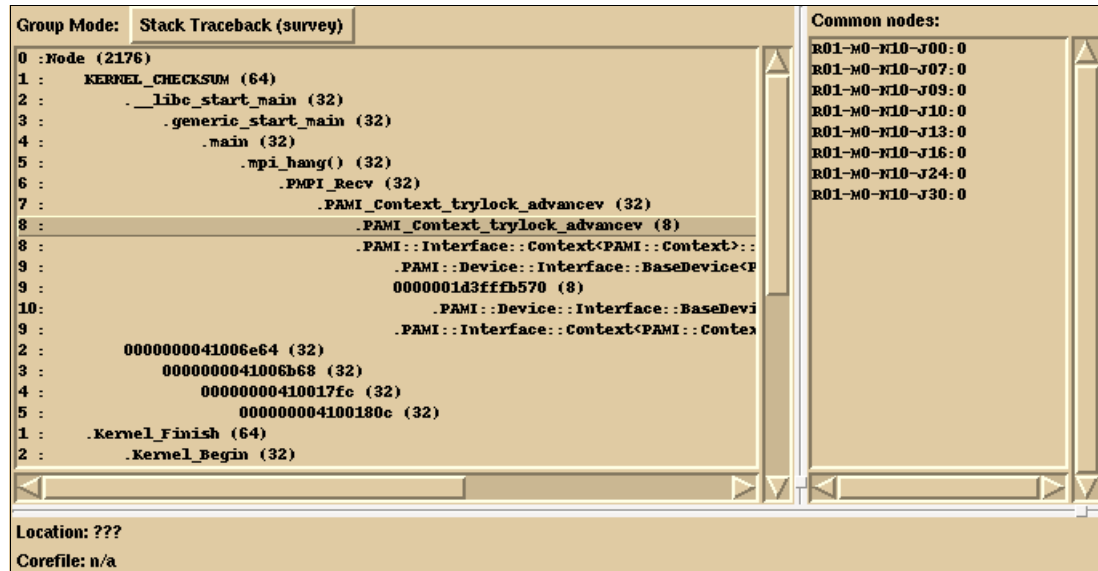 Group Mode: Stack Traceback (survey)
0 :Node (2176)
1 : KERNEL_CHECKSUM (64)
2 : .__libc_start_main (32)
3 : .generic_start_main (32)
4 : .main (32)
5 : .mpi_hang() (32)
6 : .PMPI_Recv (32)
7 : .PAMI_Context_trylock_advancev (32)
8 : .PAMI_Context_trylock_advancev (8)
8 : .PAMI::Interface::Context<PAMI::Context>::
9 : .PAMI::Device::Interface::BaseDevice<P
9 : 0000001d3fffb570 (8)
10: .PAMI::Device::Interface::BaseDevi
9 : .PAMI::Interface::Context<PAMI::Contex
2 : 0000000041006e64 (32)
3 : 0000000041006b68 (32)
4 : 00000000410017fc (32)
5 : 000000004100180c (32)
1 : .Kernel_Finish (64)
2 : .Kernel_Begin (32)
Common nodes:
R01-M0-N10-J00:0
R01-M0-N10-J07:0
R01-M0-N10-J09:0
R01-M0-N10-J10:0
R01-M0-N10-J13:0
R01-M0-N10-J16:0
R01-M0-N10-J24:0
R01-M0-N10-J30:0
Location: ???
Corefile: n/a